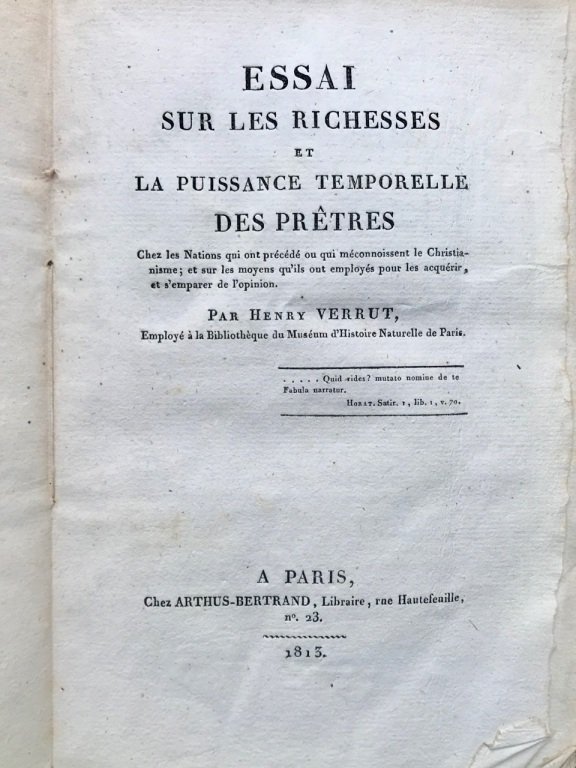 ESSAI
SUR LES RICHESSES
ET
LA PUISSANCE TEMPORELLE
DES PRÊTRES
Chez les Nations qui ont précédé ou qui méconnoissent le Christia-
nisme; et sur les moyens qu'ils ont employés pour les acquérir,
et s'emparer de l'opinion.
PAR HENRY VERRUT,
Employé à la Bibliothèque du Muséum d'Histoire Naturelle de Paris.
..... Quid rides? mutato nomine de te
Fabula narratur.
HORAT. Satir. 1, lib. 1, v. 70.
A PARIS,
Chez ARTHUS-BERTRAND, Libraire, rue Hautefeuille,
n°. 23.
1813.